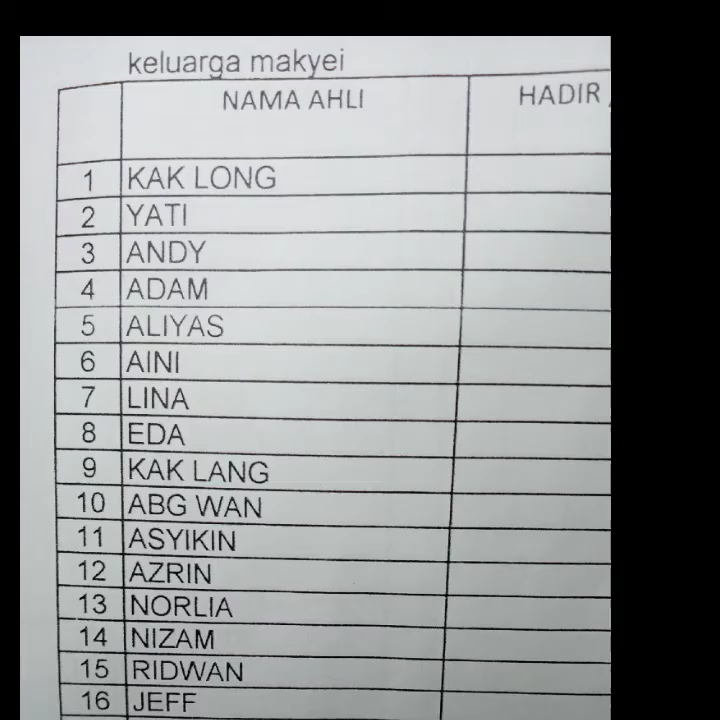 keluarga makyei
NAMA AHLI HADIR
1 KAK LONG
2 YATI
3 ANDY
4 ADAM
5 ALIYAS
6 AINI
7 LINA
8 EDA
9 KAK LANG
10 ABG WAN
11 ASYIKIN
12 AZRIN
13 NORLIA
14 NIZAM
15 RIDWAN
16 JEFF